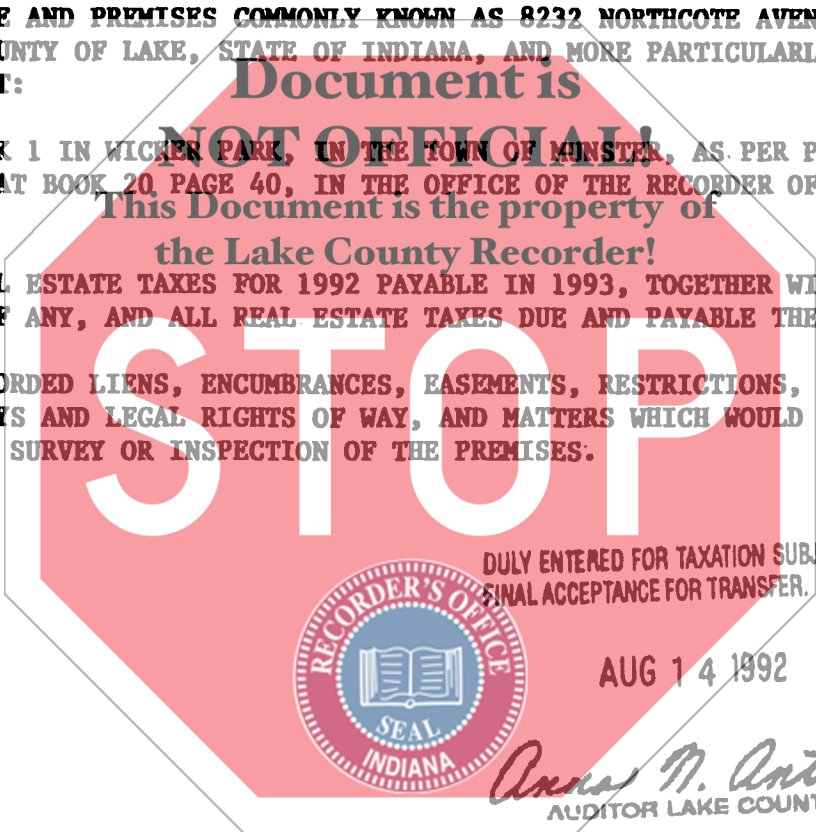 F AND PREMISES COMMONLY KNOWN AS 8232 NORTHCOTE AVEN
UNTY OF LAKE, STATE OF INDIANA, AND MORE PARTICULARL
T:
Document is
NOT OFFICIAL!
K 1 IN WICKER PARK, IN THE TOWN OF MUNSTER, AS PER P
AT BOOK 20 PAGE 40, IN THE OFFICE OF THE RECORDER OF
This Document is the property of
the Lake County Recorder!
L ESTATE TAXES FOR 1992 PAYABLE IN 1993, TOGETHER WI
F ANY, AND ALL REAL ESTATE TAXES DUE AND PAYABLE THE
STOP
ORDED LIENS, ENCUMBRANCES, EASEMENTS, RESTRICTIONS,
YS AND LEGAL RIGHTS OF WAY, AND MATTERS WHICH WOULD
SURVEY OR INSPECTION OF THE PREMISES.
DULY ENTERED FOR TAXATION SUBJ
FINAL ACCEPTANCE FOR TRANSFER.
RECORDER'S OFFICE
SEAL
INDIANA
AUG 14 1992
Anna N. Ant
AUDITOR LAKE COUNT